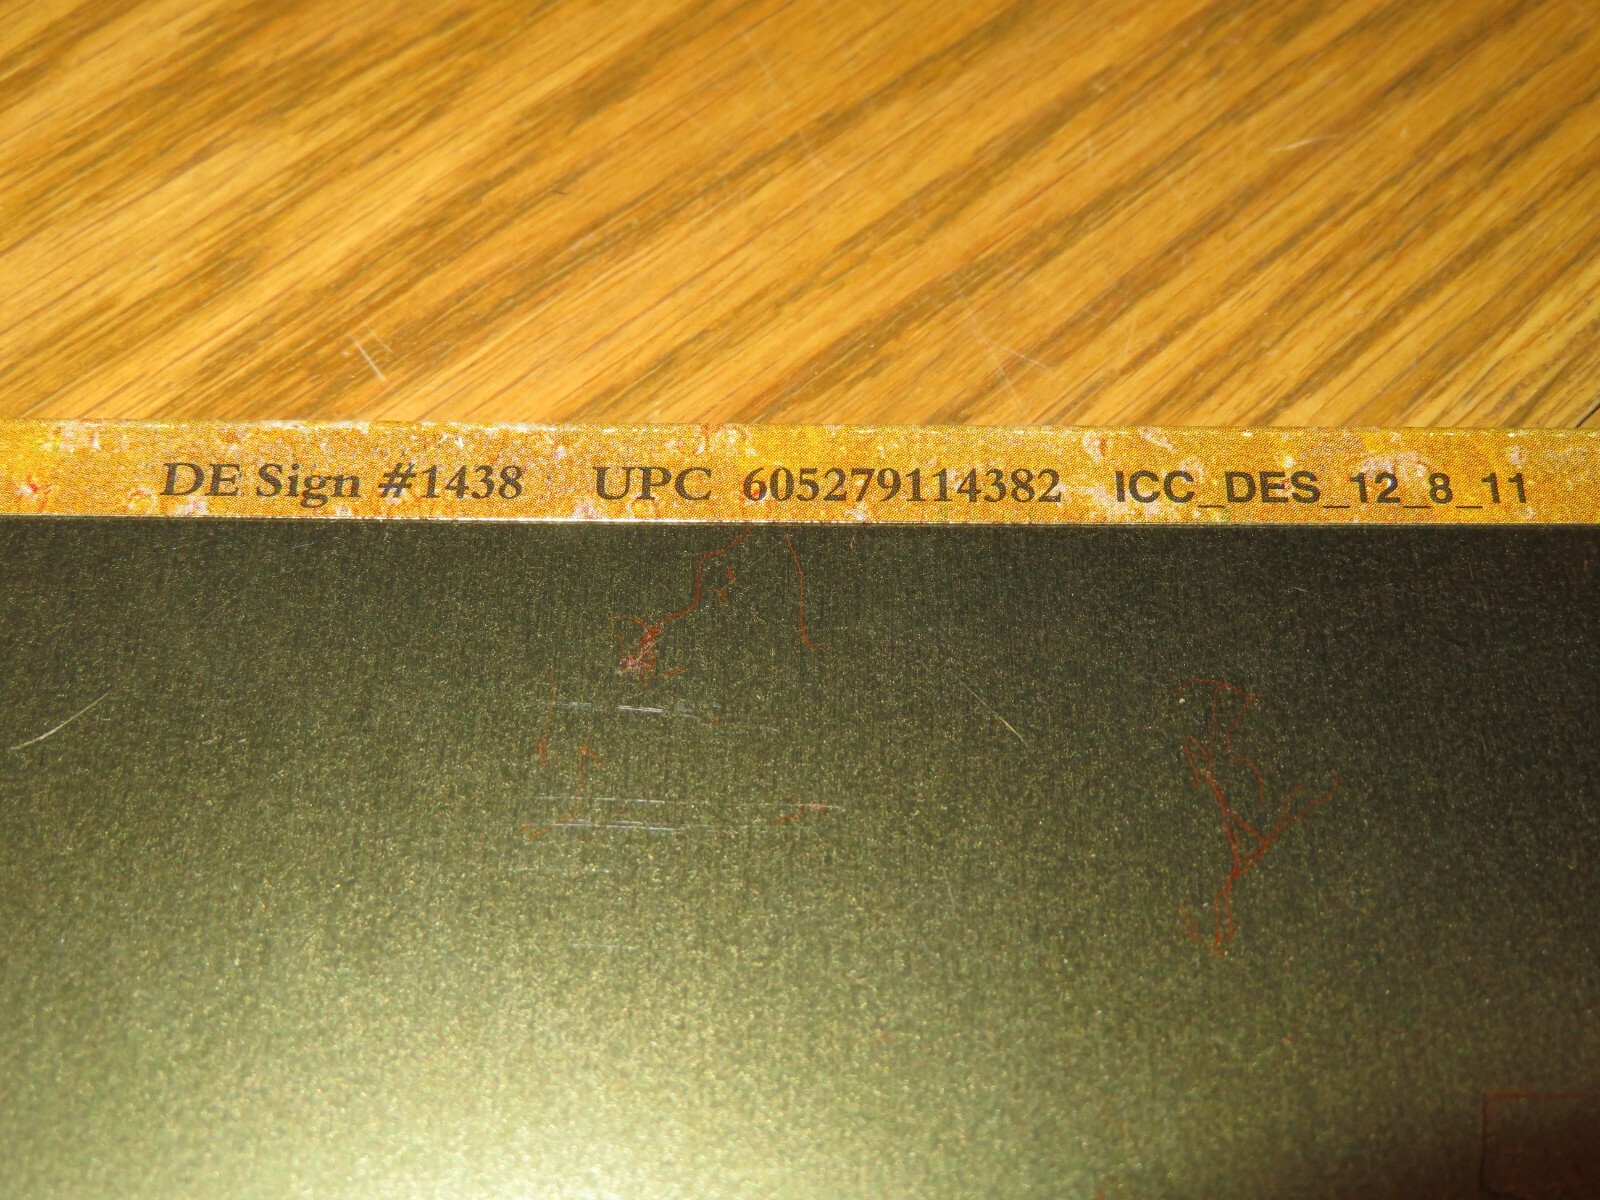 DE Sign #1438 UPC 605279114382 ICC_DES_12_8_11